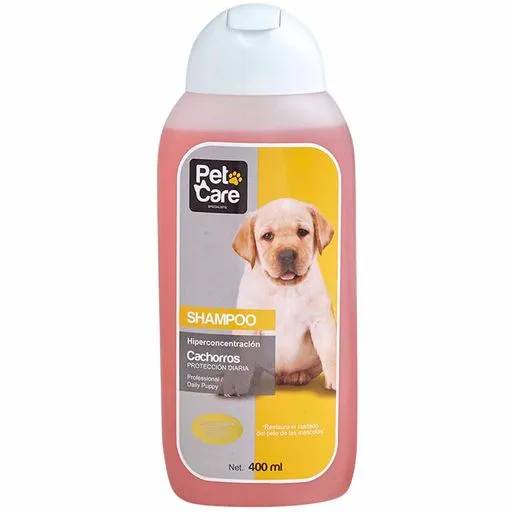 Pet
Care
SPECIALISTS
SHAMPOO
Hiperconcentración
Cachorros
PROTECCIÓN DIARIA
Professional /
Daily Puppy
"Restaura el cuidado
del pelo de las mascotas"
Net. 400 ml